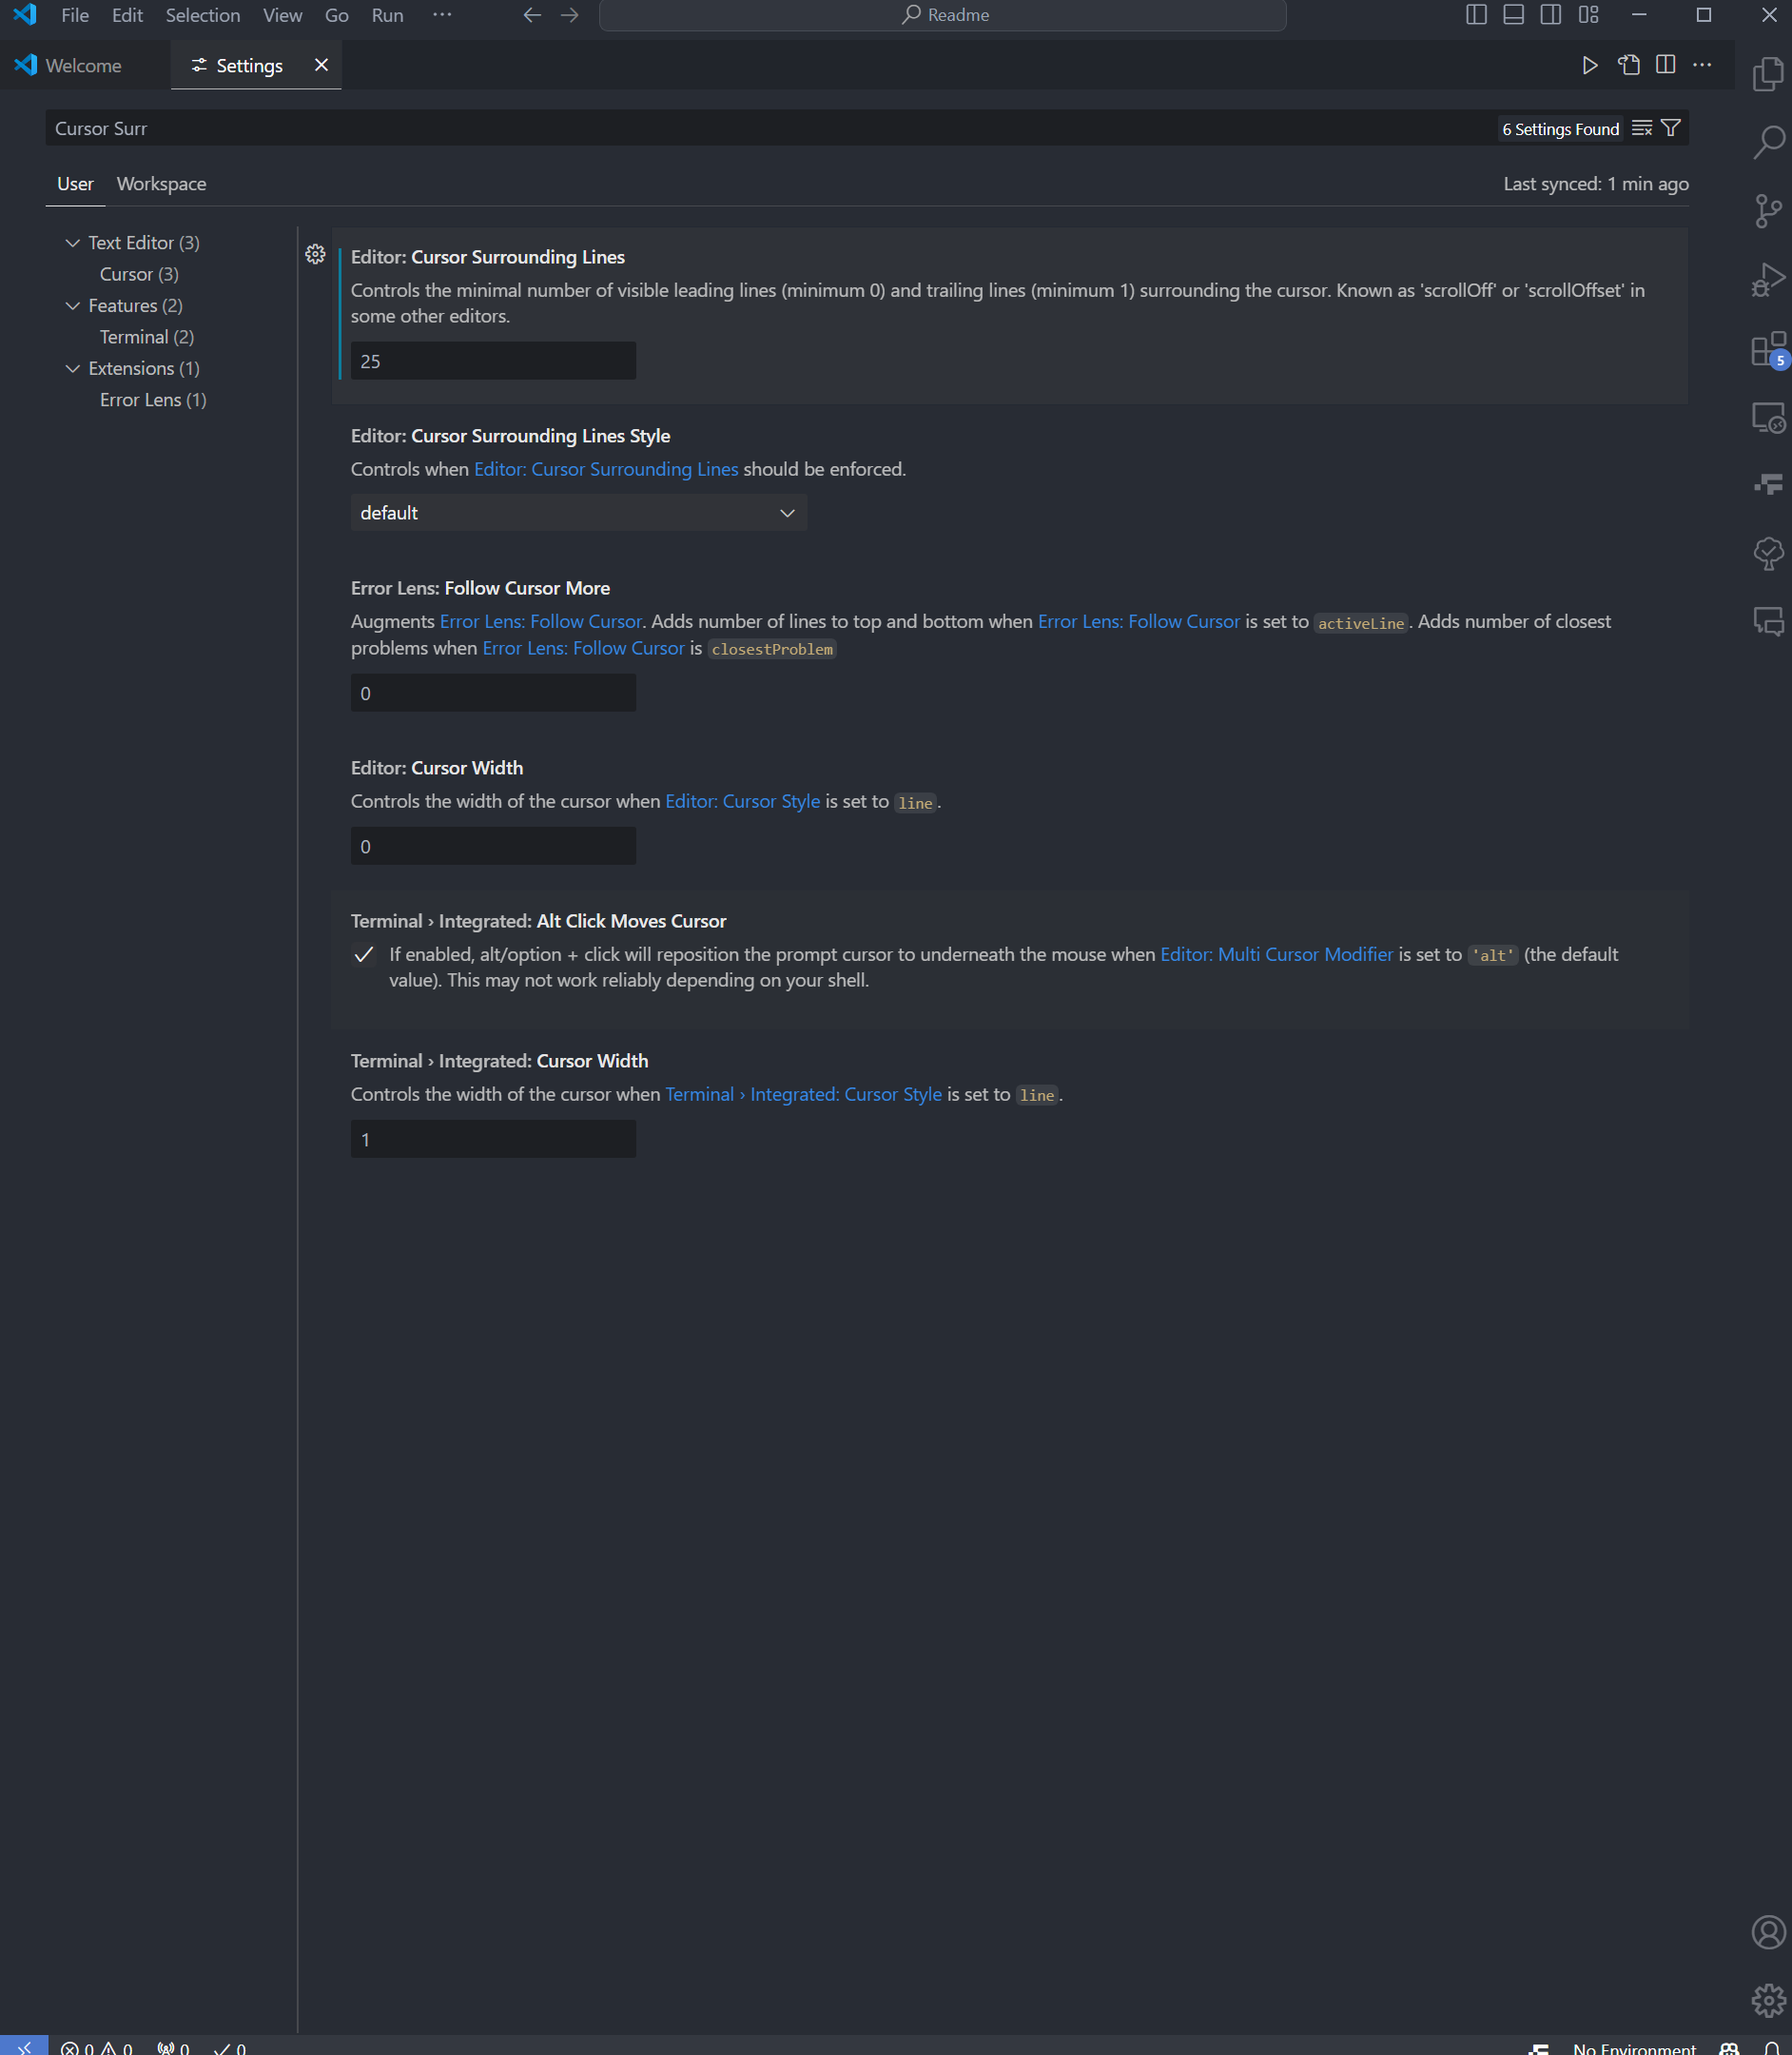 File Edit Selection View Go Run ··· Readme
Welcome Settings
Cursor Surr 6 Settings Found
User Workspace Last synced: 1 min ago
Text Editor (3)
Cursor (3)
Features (2)
Terminal (2)
Extensions (1)
Error Lens (1)
Editor: Cursor Surrounding Lines
Controls the minimal number of visible leading lines (minimum 0) and trailing lines (minimum 1) surrounding the cursor. Known as 'scrollOff' or 'scrollOffset' in
some other editors.
25
Editor: Cursor Surrounding Lines Style
Controls when Editor: Cursor Surrounding Lines should be enforced.
default
Error Lens: Follow Cursor More
Augments Error Lens: Follow Cursor. Adds number of lines to top and bottom when Error Lens: Follow Cursor is set to activeLine. Adds number of closest
problems when Error Lens: Follow Cursor is closestProblem
0
Editor: Cursor Width
Controls the width of the cursor when Editor: Cursor Style is set to line.
0
Terminal › Integrated: Alt Click Moves Cursor
If enabled, alt/option + click will reposition the prompt cursor to underneath the mouse when Editor: Multi Cursor Modifier is set to 'alt' (the default
value). This may not work reliably depending on your shell.
Terminal › Integrated: Cursor Width
Controls the width of the cursor when Terminal › Integrated: Cursor Style is set to line.
1
5
0 0 0 0 No Environment